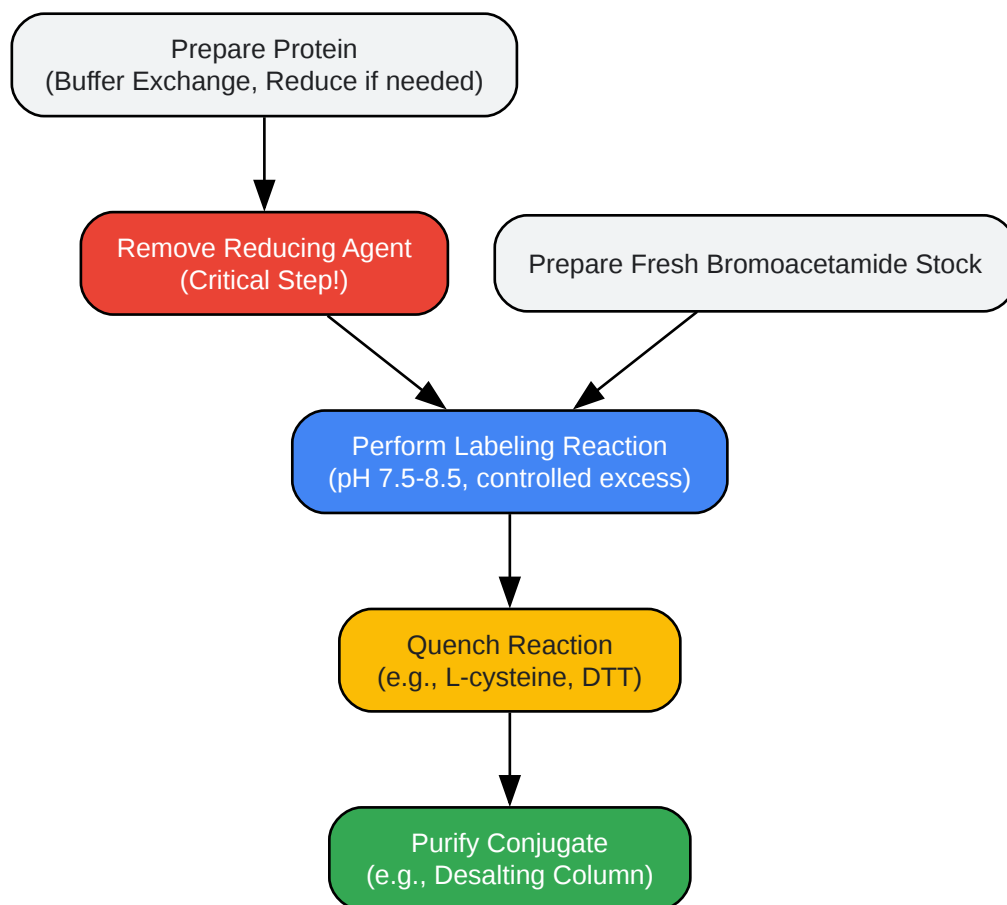 Prepare Protein
(Buffer Exchange, Reduce if needed)
Remove Reducing Agent
(Critical Step!)
Prepare Fresh Bromoacetamide Stock
Perform Labeling Reaction
(pH 7.5-8.5, controlled excess)
Quench Reaction
(e.g., L-cysteine, DTT)
Purify Conjugate
(e.g., Desalting Column)